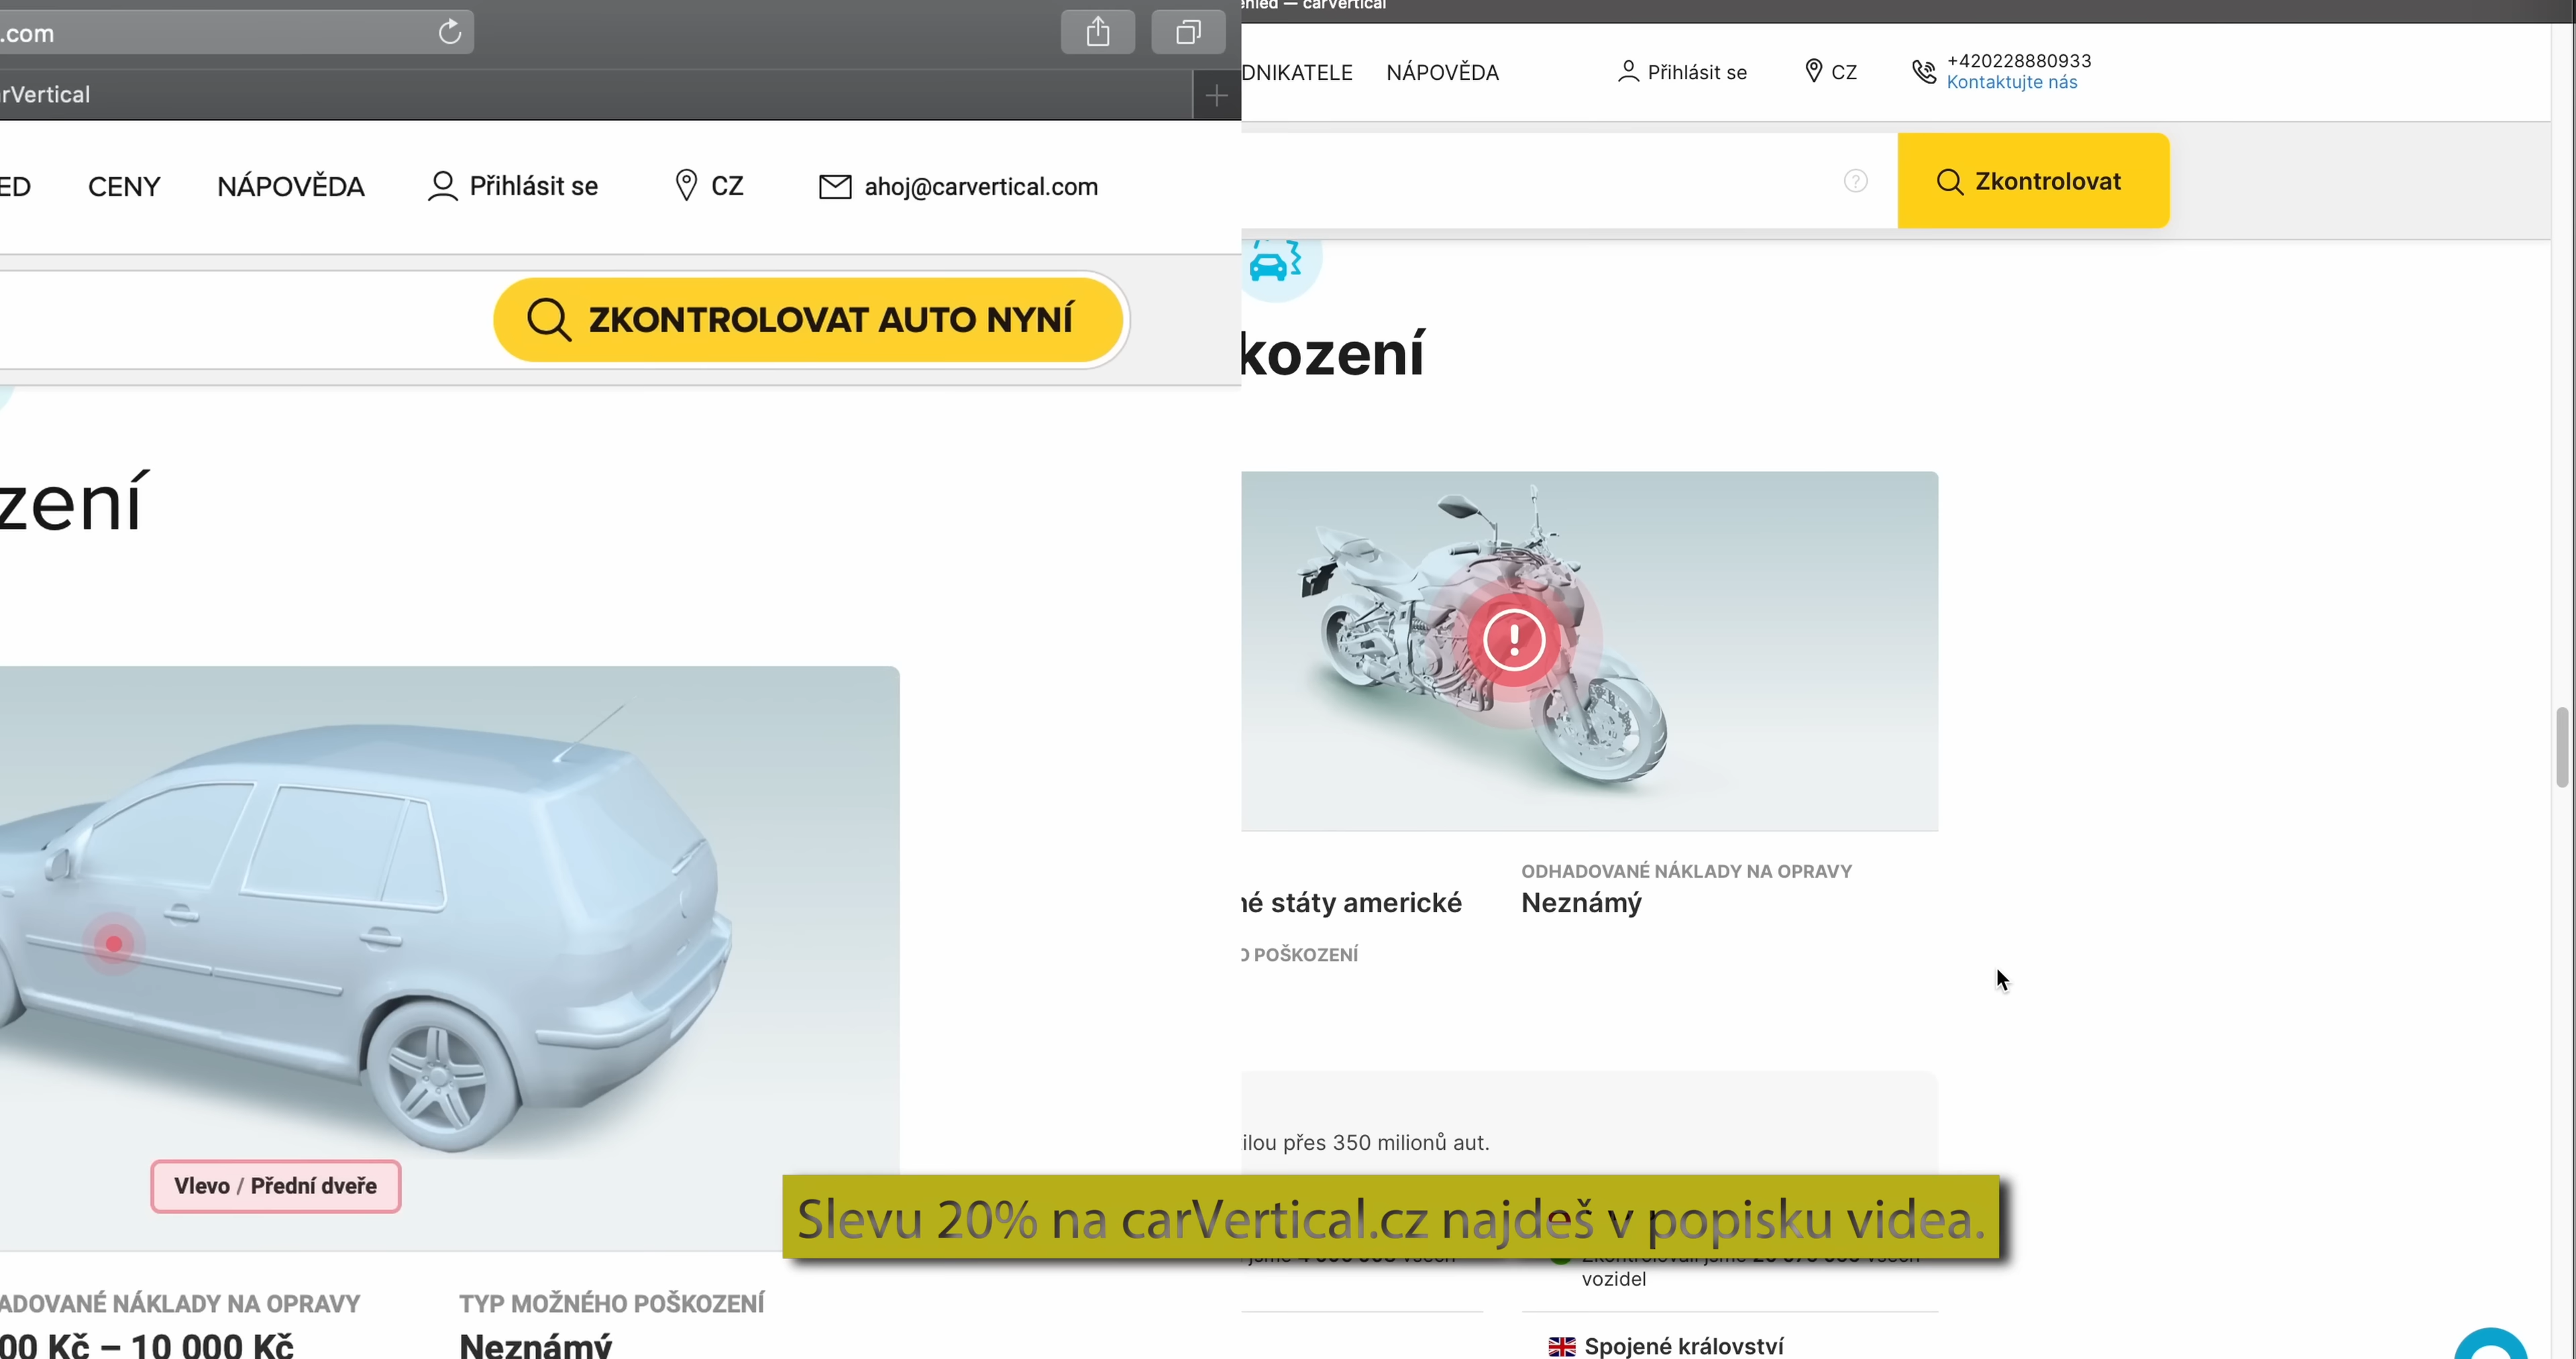 .com
rVertical
ED CENY NÁPOVĚDA Přihlásit se CZ ahoj@carvertical.com
ZKONTROLOVAT AUTO NYNÍ
zení
Vlevo / Přední dveře
ADOVANÉ NÁKLADY NA OPRAVY
00 Kč – 10 000 Kč
TYP MOŽNÉHO POŠKOZENÍ
Neznámý
ehled — carVertical
DNIKATELE NÁPOVĚDA Přihlásit se CZ +420228880933
Kontaktujte nás
Zkontrolovat
kození
né státy americké
ODHADOVANÉ NÁKLADY NA OPRAVY
Neznámý
O POŠKOZENÍ
ilou přes 350 milionů aut.
Slevu 20% na carVertical.cz najdeš v popisku videa.
vozidel
Spojené království